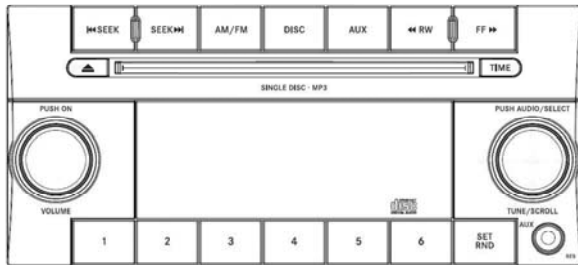 SEEK
SEEK
AM/FM
DISC
AUX
RW
FF
TIME
SINGLE DISC · MP3
PUSH ON
PUSH AUDIO/SELECT
VOLUME
TUNE/SCROLL
1
2
3
4
5
6
SET
RND
AUX